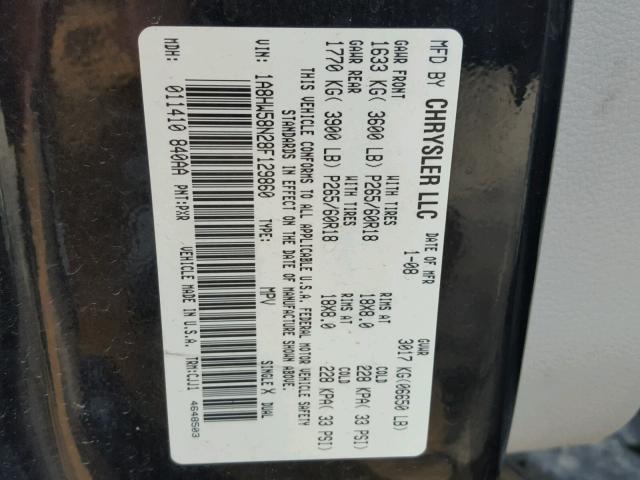 MFD BY CHRYSLER LLC DATE OF MFR 1-08 GVWR 3017 KG(06650 LB)
GAWR FRONT WITH TIRES RIMS AT COLD
1633 KG( 3600 LB) P265/60R18 18X8.0 228 KPA( 33 PSI)
GAWR REAR WITH TIRES RIMS AT COLD
1770 KG( 3900 LB) P265/60R18 18X8.0 228 KPA( 33 PSI)
THIS VEHICLE CONFORMS TO ALL APPLICABLE U.S.A. FEDERAL MOTOR VEHICLE SAFETY
STANDARDS IN EFFECT ON THE DATE OF MANUFACTURE SHOWN ABOVE.
VIN: 1A8HW58N28F129860 MPV SINGLE X DUAL
MDH: 011410 840AA PNT:PXR VEHICLE MADE IN U.S.A. TRM:CJJ1 4648503